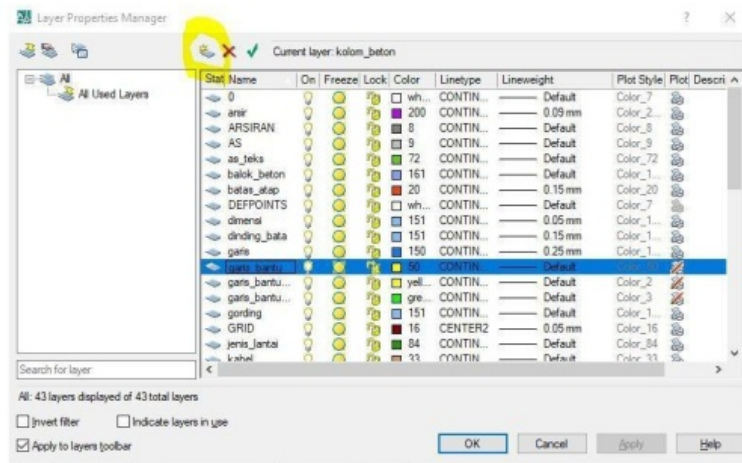 Layer Properties Manager
Current layer: kolom_beton
All
All Used Layers
Stat Name On Freeze Lock Color Linetype Lineweight Plot Style Plot Descri
0 wh... CONTIN... Default Color_7
arsir 200 CONTIN... 0.09 mm Color_2...
ARSIRAN 8 CONTIN... Default Color_8
AS 9 CONTIN... Default Color_9
as_teks 72 CONTIN... Default Color_72
balok_beton 161 CONTIN... Default Color_1...
batas_atap 20 CONTIN... 0.15 mm Color_20
DEFPOINTS wh... CONTIN... Default Color_7
dimensi 151 CONTIN... 0.05 mm Color_1...
dinding_bata 151 CONTIN... 0.15 mm Color_1...
garis 150 CONTIN... 0.25 mm Color_1...
garis_bantu 50 CONTIN... Default
garis_bantu... yell... CONTIN... Default Color_2
garis_bantu... gre... CONTIN... Default Color_3
gording 151 CONTIN... Default Color_1...
GRID 16 CENTER2 0.05 mm Color_16
jenis_lantai 84 CONTIN... Default Color_84
kabel 33 CONTIN... Default Color_33
Search for layer
All: 43 layers displayed of 43 total layers
Invert filter Indicate layers in use
Apply to layers toolbar OK Cancel Apply Help